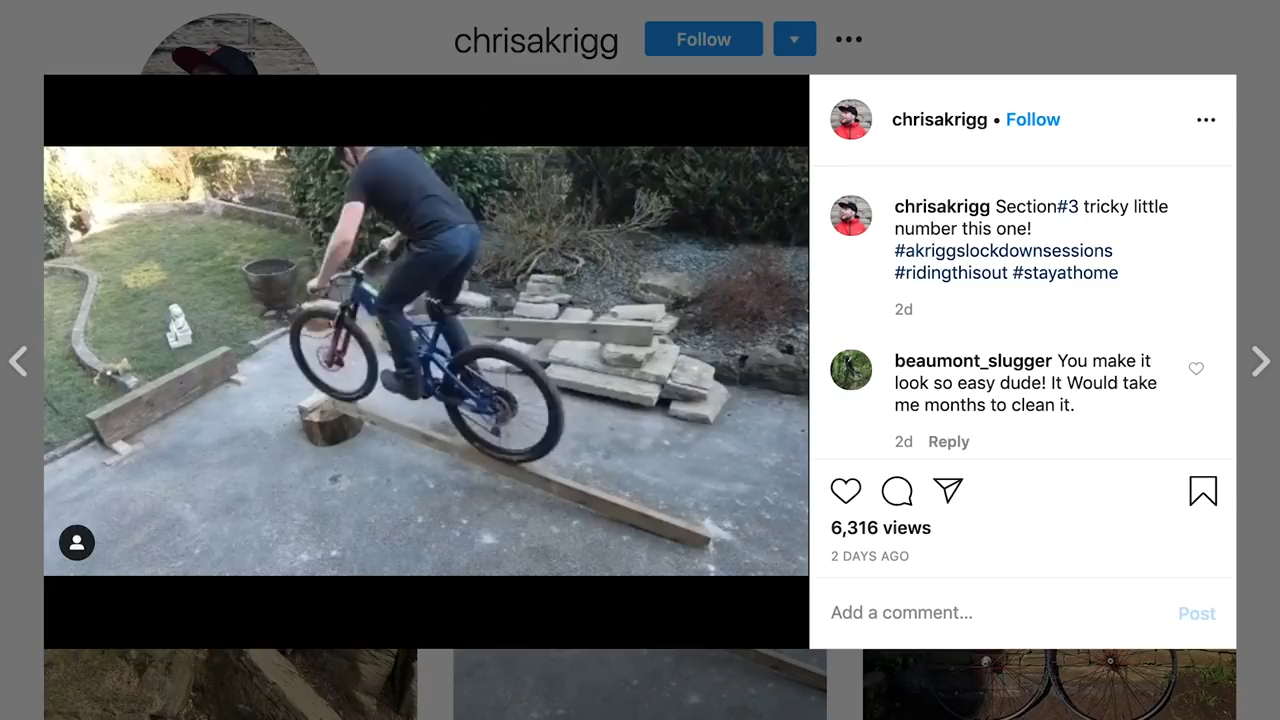 chrisakrigg Follow
chrisakrigg • Follow
chrisakrigg Section#3 tricky little
number this one!
#akriggslockdownsessions
#ridingthisout #stayathome
2d
beaumont_slugger You make it
look so easy dude! It Would take
me months to clean it.
2d Reply
6,316 views
2 DAYS AGO
Add a comment... Post